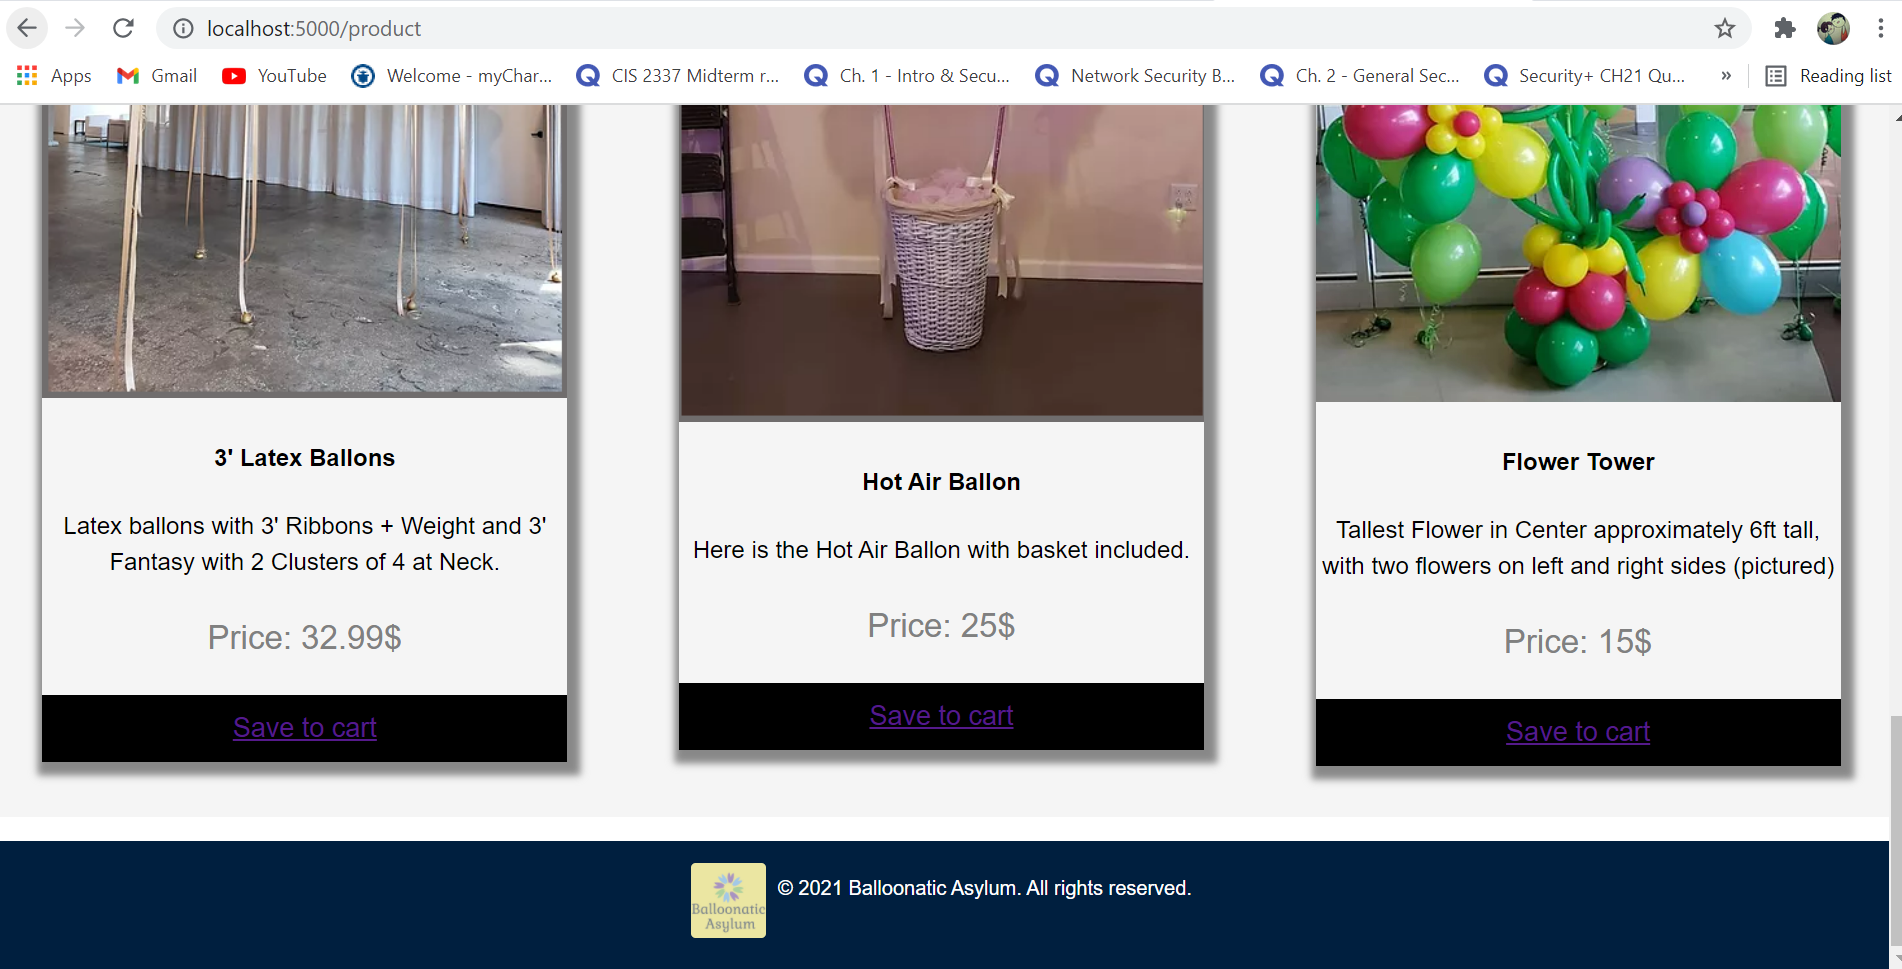 localhost:5000/product
Apps Gmail YouTube Welcome - myChar... CIS 2337 Midterm r... Ch. 1 - Intro & Secu... Network Security B... Ch. 2 - General Sec... Security+ CH21 Qu... » Reading list
3' Latex Ballons
Latex ballons with 3' Ribbons + Weight and 3'
Fantasy with 2 Clusters of 4 at Neck.
Price: 32.99$
Save to cart
Hot Air Ballon
Here is the Hot Air Ballon with basket included.
Price: 25$
Save to cart
Flower Tower
Tallest Flower in Center approximately 6ft tall,
with two flowers on left and right sides (pictured)
Price: 15$
Save to cart
Balloonatic
Asylum
© 2021 Balloonatic Asylum. All rights reserved.